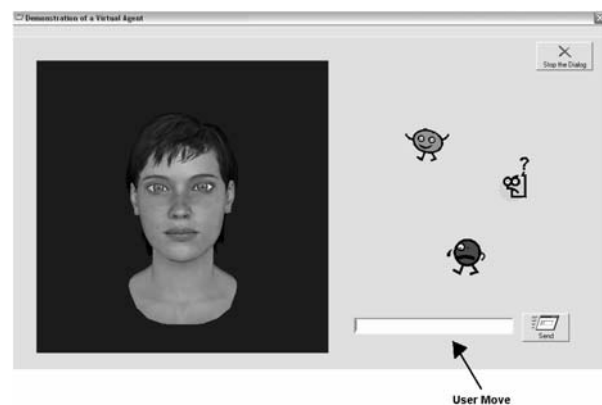 Demonstration of a Virtual Agent
Stop the Dialog
?
Send
User Move